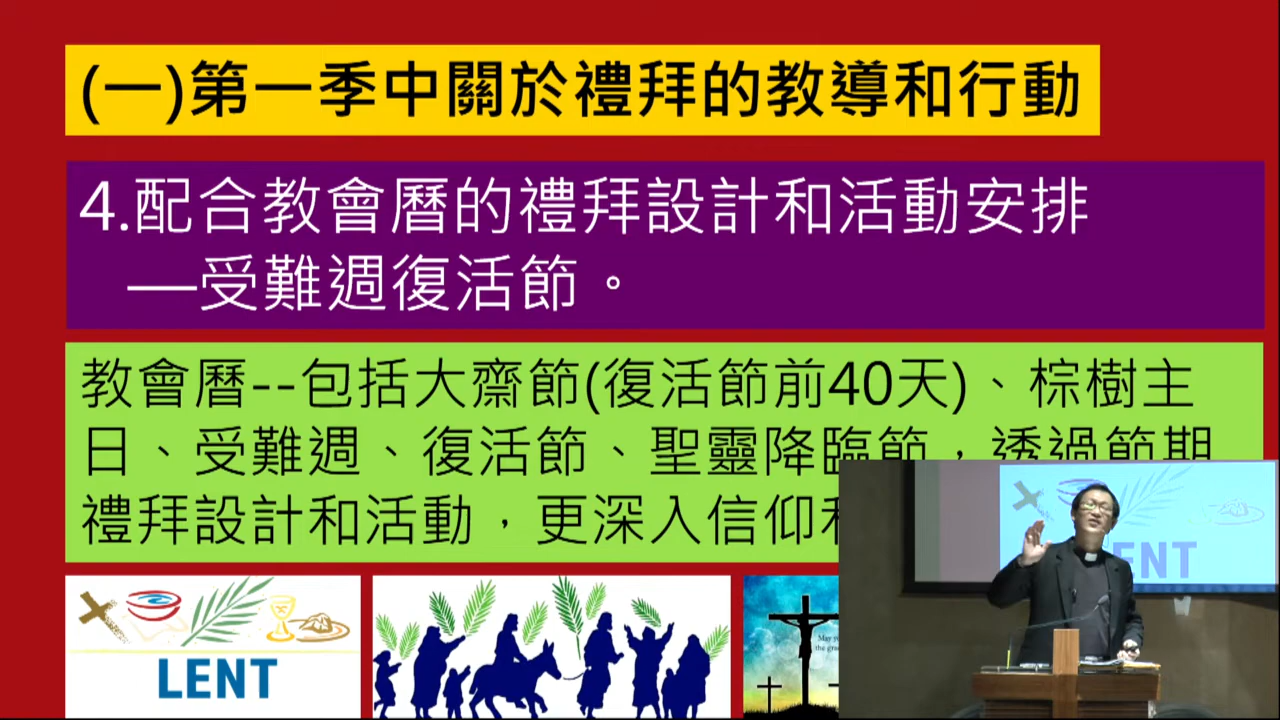 (一)第一季中關於禮拜的教導和行動
4.配合教會曆的禮拜設計和活動安排
—受難週復活節。
教會曆--包括大齋節(復活節前40天)、棕樹主
日、受難週、復活節、聖靈降臨節，透過節期
禮拜設計和活動，更深入信仰
LENT
May
the
ENT